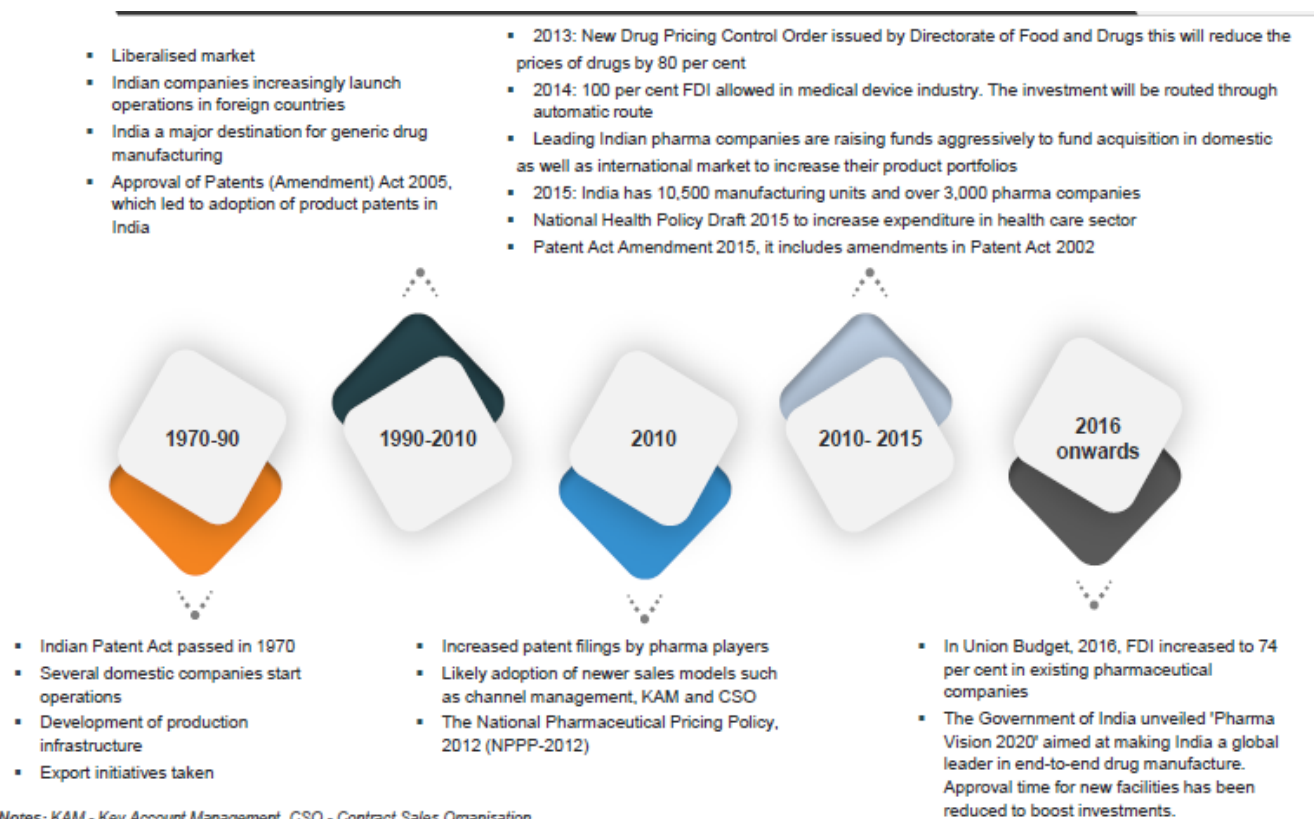 ▪ Liberalised market
▪ Indian companies increasingly launch
operations in foreign countries
▪ India a major destination for generic drug
manufacturing
▪ Approval of Patents (Amendment) Act 2005,
which led to adoption of product patents in
India
▪ 2013: New Drug Pricing Control Order issued by Directorate of Food and Drugs this will reduce the
prices of drugs by 80 per cent
▪ 2014: 100 per cent FDI allowed in medical device industry. The investment will be routed through
automatic route
▪ Leading Indian pharma companies are raising funds aggressively to fund acquisition in domestic
as well as international market to increase their product portfolios
▪ 2015: India has 10,500 manufacturing units and over 3,000 pharma companies
▪ National Health Policy Draft 2015 to increase expenditure in health care sector
▪ Patent Act Amendment 2015, it includes amendments in Patent Act 2002
1970-90
1990-2010
2010
2010- 2015
2016
onwards
▪ Indian Patent Act passed in 1970
▪ Several domestic companies start
operations
▪ Development of production
infrastructure
▪ Export initiatives taken
▪ Increased patent filings by pharma players
▪ Likely adoption of newer sales models such
as channel management, KAM and CSO
▪ The National Pharmaceutical Pricing Policy,
2012 (NPPP-2012)
▪ In Union Budget, 2016, FDI increased to 74
per cent in existing pharmaceutical
companies
▪ The Government of India unveiled 'Pharma
Vision 2020' aimed at making India a global
leader in end-to-end drug manufacture.
Approval time for new facilities has been
reduced to boost investments.
Notes: KAM - Key Account Management, CSO - Contract Sales Organisation